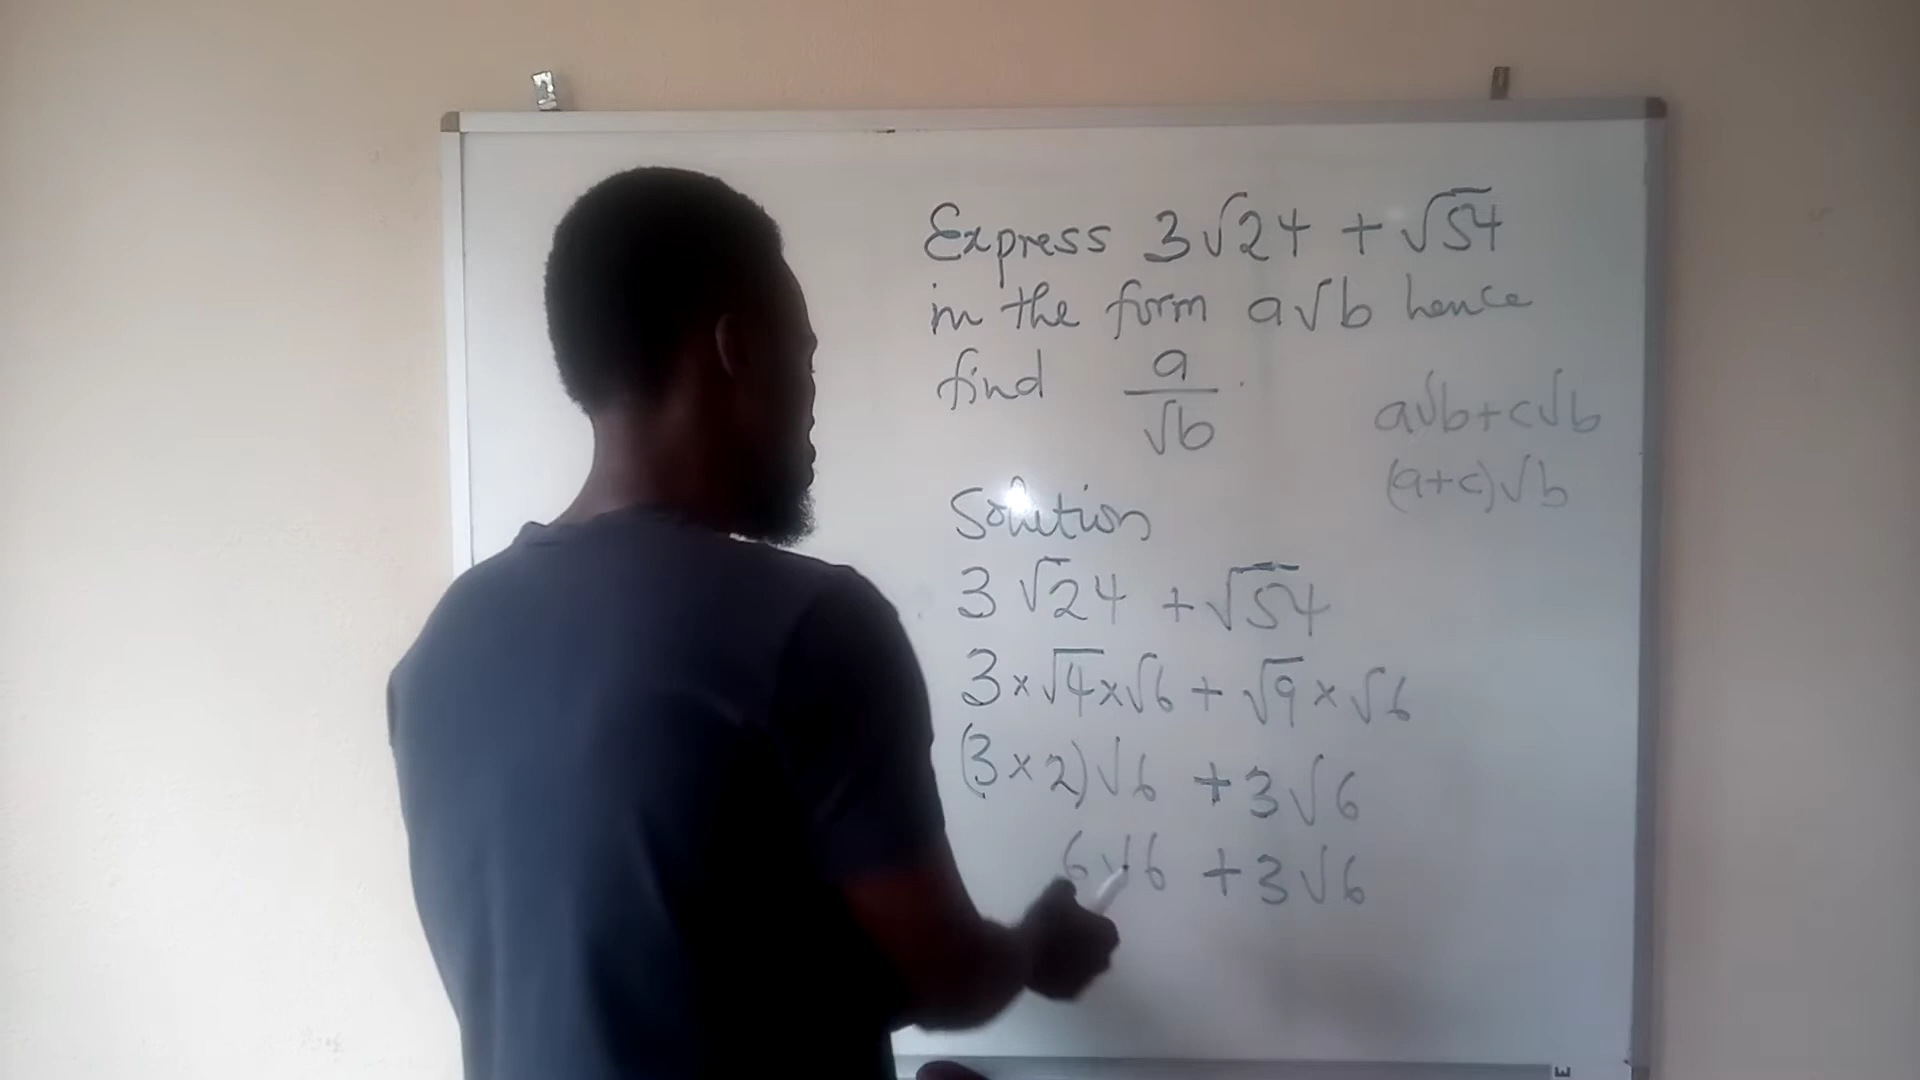 Express 3√24 + √54
in the form a√b hence
find a/√b.
a√b+c√b
(a+c)√b
Solution
3√24 + √54
3×√4×√6 + √9 × √6
(3×2)√6 + 3√6
6√6 + 3√6
E